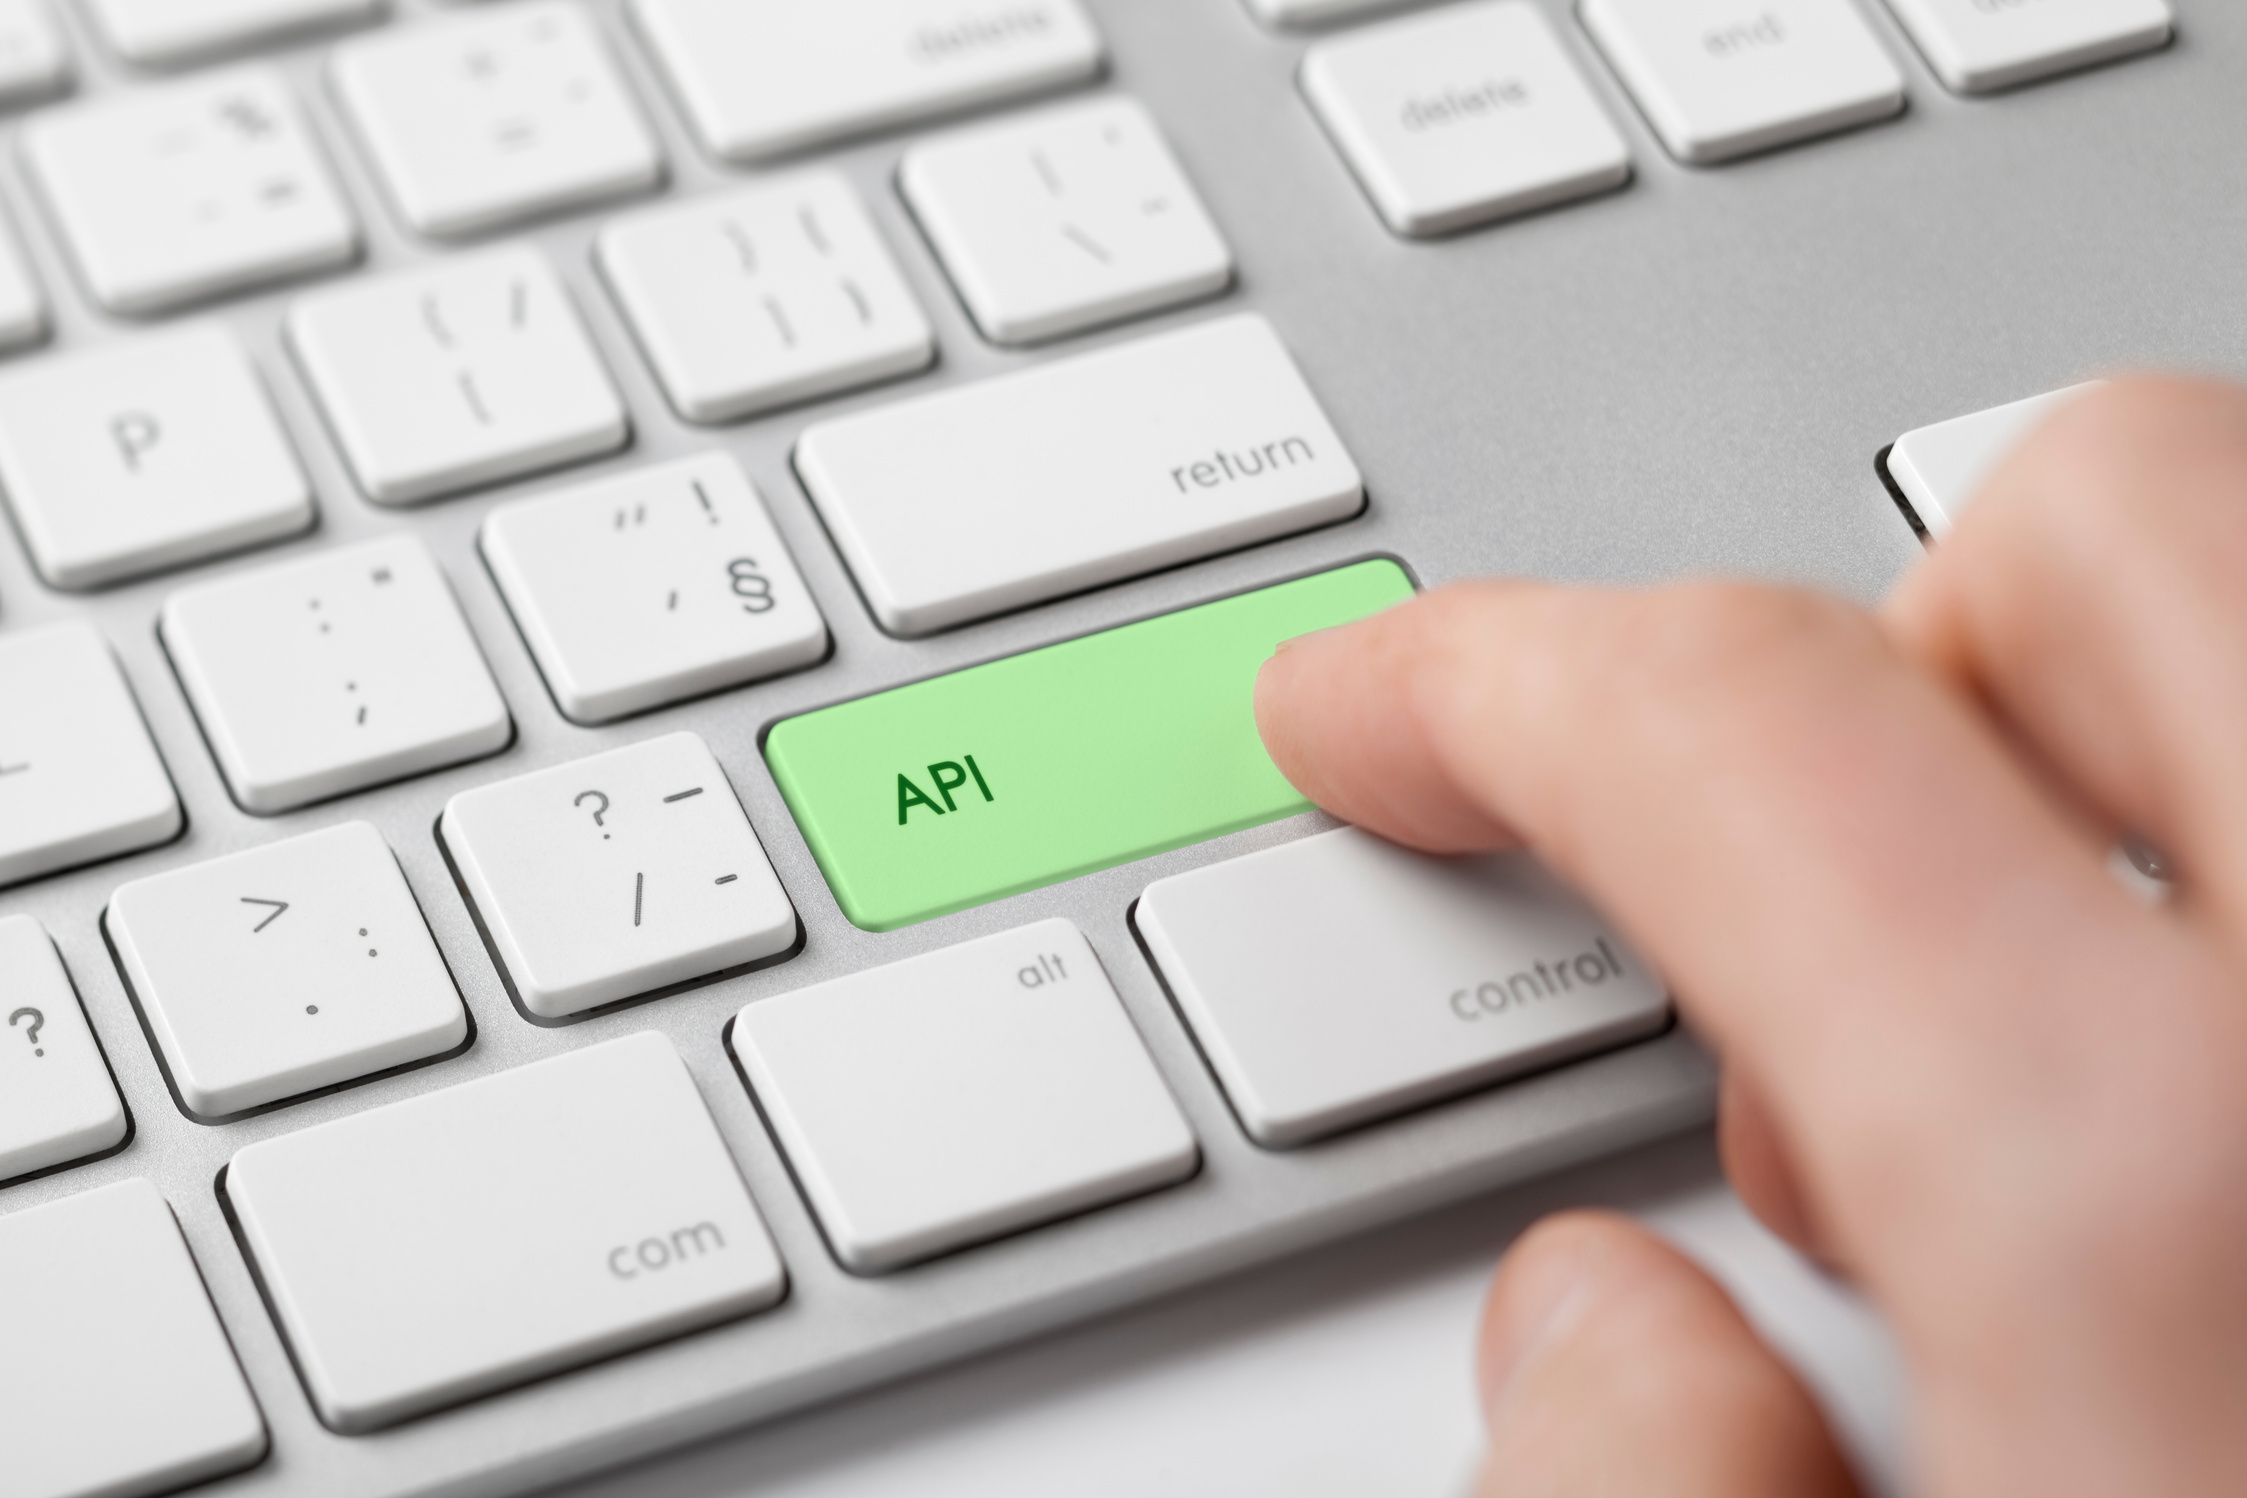 delete
delete
end
return
P
" !
' §
:
;
API
? -
/ -
>
.
?
alt
control
com